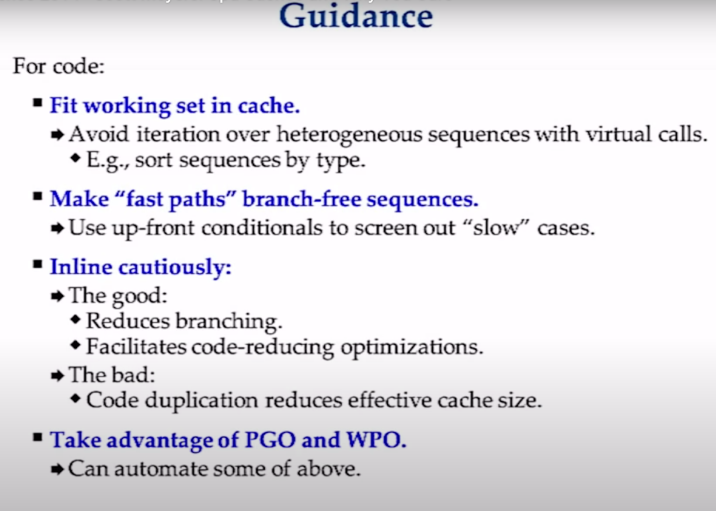 Guidance
For code:
▪ Fit working set in cache.
➔ Avoid iteration over heterogeneous sequences with virtual calls.
◆ E.g., sort sequences by type.
▪ Make “fast paths” branch-free sequences.
➔ Use up-front conditionals to screen out “slow” cases.
▪ Inline cautiously:
➔ The good:
◆ Reduces branching.
◆ Facilitates code-reducing optimizations.
➔ The bad:
◆ Code duplication reduces effective cache size.
▪ Take advantage of PGO and WPO.
➔ Can automate some of above.